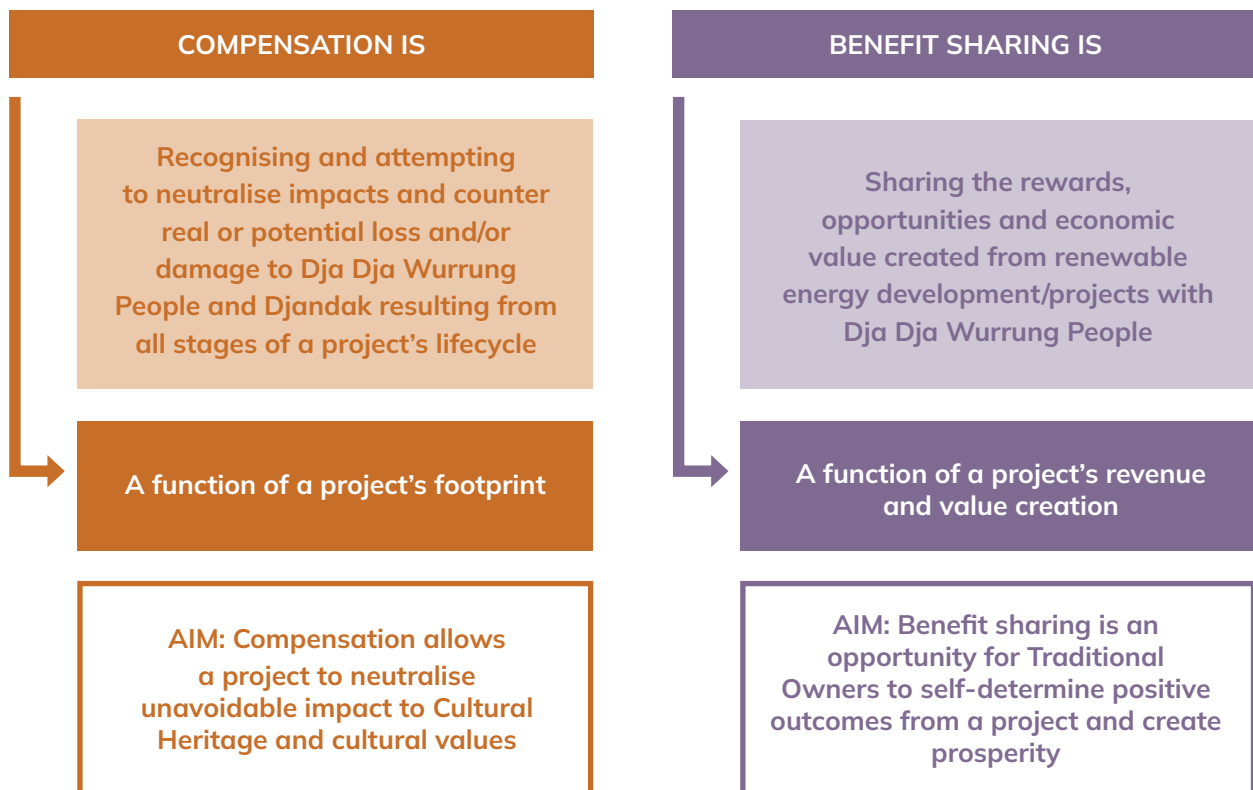 COMPENSATION IS
Recognising and attempting
to neutralise impacts and counter
real or potential loss and/or
damage to Dja Dja Wurrung
People and Djandak resulting from
all stages of a project’s lifecycle
A function of a project’s footprint
AIM: Compensation allows
a project to neutralise
unavoidable impact to Cultural
Heritage and cultural values
BENEFIT SHARING IS
Sharing the rewards,
opportunities and economic
value created from renewable
energy development/projects with
Dja Dja Wurrung People
A function of a project’s revenue
and value creation
AIM: Benefit sharing is an
opportunity for Traditional
Owners to self-determine positive
outcomes from a project and create
prosperity